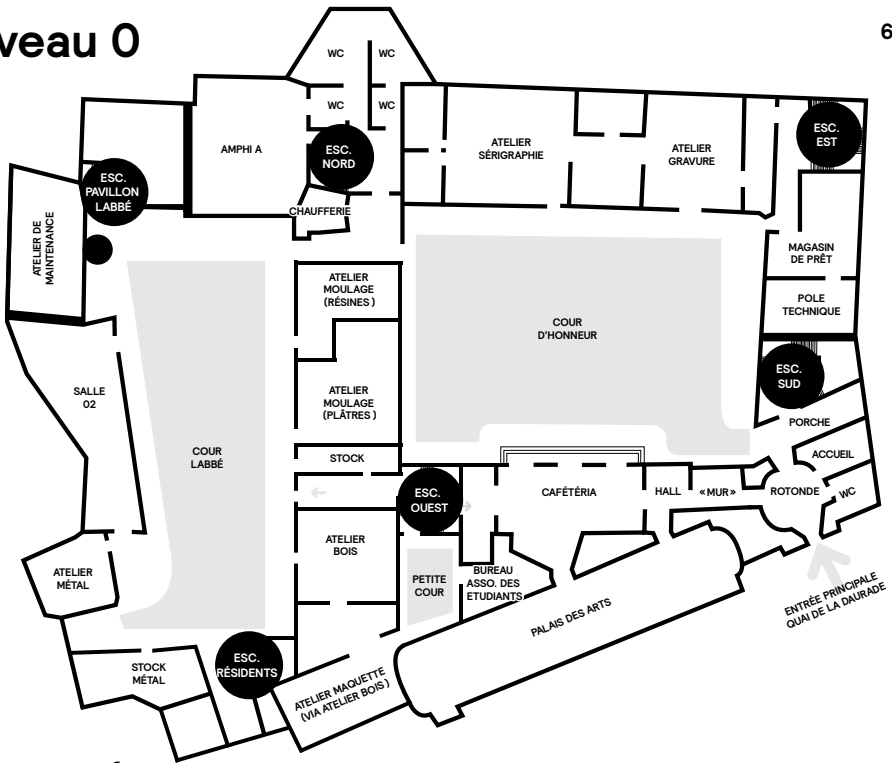 veau 0
6
WC
WC
WC
WC
AMPHI A
ESC.
NORD
ATELIER
SÉRIGRAPHIE
ATELIER
GRAVURE
ESC.
EST
ESC.
PAVILLON
LABBÉ
CHAUFFERIE
ATELIER DE
MAINTENANCE
MAGASIN
DE PRÊT
ATELIER
MOULAGE
(RÉSINES )
POLE
TECHNIQUE
COUR
D'HONNEUR
ESC.
SUD
SALLE
02
ATELIER
MOULAGE
(PLÂTRES )
PORCHE
COUR
LABBÉ
STOCK
ACCUEIL
ESC.
OUEST
CAFÉTÉRIA
HALL
«MUR»
ROTONDE
WC
ATELIER
BOIS
ATELIER
MÉTAL
PETITE
COUR
BUREAU
ASSO. DES
ETUDIANTS
ENTRÉE PRINCIPALE
QUAI DE LA DAURADE
PALAIS DES ARTS
STOCK
MÉTAL
ESC.
RÉSIDENTS
ATELIER MAQUETTE
(VIA ATELIER BOIS )